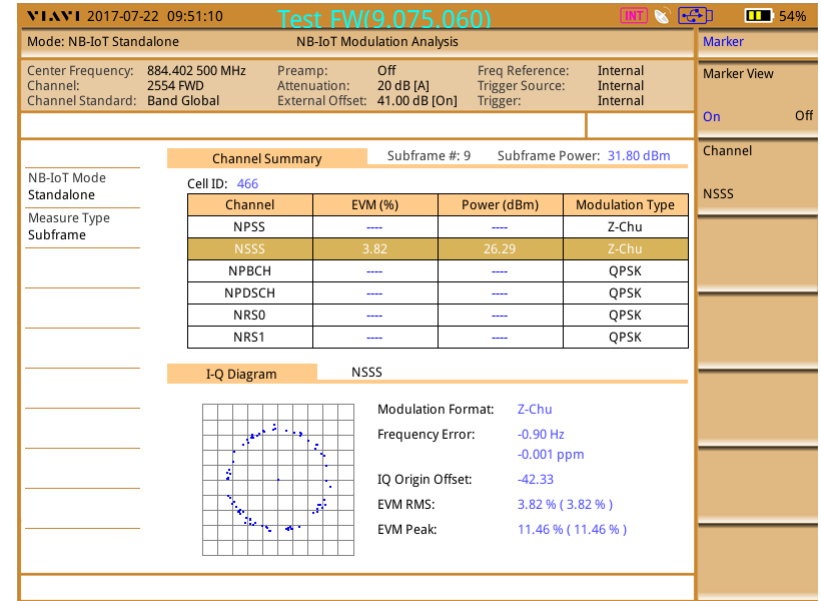 VIAVI 2017-07-22 09:51:10 Test FW(9.075.060) INT 54%
Mode: NB-IoT Standalone NB-IoT Modulation Analysis Marker
Center Frequency: 884.402 500 MHz Preamp: Off Freq Reference: Internal
Channel: 2554 FWD Attenuation: 20 dB [A] Trigger Source: Internal
Channel Standard: Band Global External Offset: 41.00 dB [On] Trigger: Internal
Marker View
On Off
Channel Summary Subframe #: 9 Subframe Power: 31.80 dBm
Channel
NSSS
NB-IoT Mode
Standalone
Measure Type
Subframe
Cell ID: 466
Channel EVM (%) Power (dBm) Modulation Type
NPSS ---- ---- Z-Chu
NSSS 3.82 26.29 Z-Chu
NPBCH ---- ---- QPSK
NPDSCH ---- ---- QPSK
NRS0 ---- ---- QPSK
NRS1 ---- ---- QPSK
I-Q Diagram NSSS
Modulation Format: Z-Chu
Frequency Error: -0.90 Hz
-0.001 ppm
IQ Origin Offset: -42.33
EVM RMS: 3.82 % ( 3.82 % )
EVM Peak: 11.46 % ( 11.46 % )